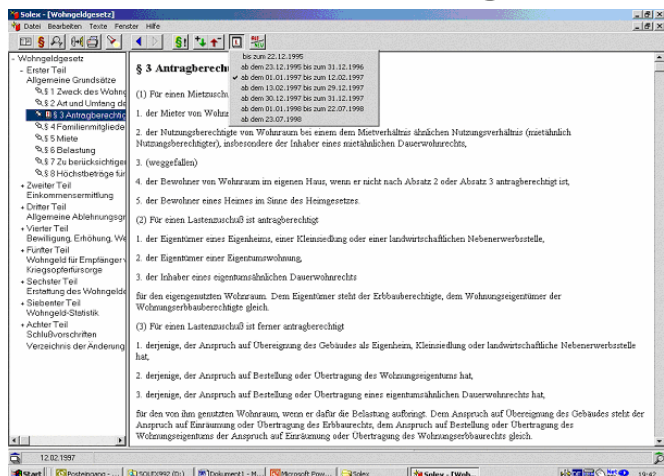 Solex - [Wohngeldgesetz]
Datei Bearbeiten Texte Fenster Hilfe
bis zum 22.12.1995
ab dem 23.12.1995 bis zum 31.12.1996
ab dem 01.01.1997 bis zum 12.02.1997
ab dem 13.02.1997 bis zum 29.12.1997
ab dem 30.12.1997 bis zum 31.12.1997
ab dem 01.01.1998 bis zum 22.07.1998
ab dem 23.07.1998
- Wohngeldgesetz
- Erster Teil
Allgemeine Grundsätze
§ 1 Zweck des Wohng
§ 2 Art und Umfang de
§ 3 Antragberechtig
§ 4 Familienmitgliede
§ 5 Miete
§ 6 Belastung
§ 7 Zu berücksichtigen
§ 8 Höchstbeträge für
+ Zweiter Teil
Einkommensermittlung
+ Dritter Teil
Allgemeine Ablehnungsgr
+ Vierter Teil
Bewilligung, Erhöhung, We
+ Fünfter Teil
Wohngeld für Empfänger v
Kriegsopferfürsorge
+ Sechster Teil
Erstattung des Wohngelde
+ Siebenter Teil
Wohngeld-Statistik
+ Achter Teil
Schlußvorschriften
Verzeichnis der Änderung
§ 3 Antragberech
(1) Für einen Mietzusch
1. der Mieter von Wohnr
2. der Nutzungsberechtigte von Wohnraum bei einem dem Mietverhältnis ähnlichen Nutzungsverhältnis (mietähnlich
Nutzungsberechtigter), insbesondere der Inhaber eines mietähnlichen Dauerwohnrechts,
3. (weggefallen)
4. der Bewohner von Wohnraum im eigenen Haus, wenn er nicht nach Absatz 2 oder Absatz 3 antragberechtigt ist,
5. der Bewohner eines Heimes im Sinne des Heimgesetzes.
(2) Für einen Lastenzuschuß ist antragberechtigt
1. der Eigentümer eines Eigenheims, einer Kleinsiedlung oder einer landwirtschaftlichen Nebenerwerbsstelle,
2. der Eigentümer einer Eigentumswohnung,
3. der Inhaber eines eigentumsähnlichen Dauerwohnrechts
für den eigengenutzten Wohnraum. Dem Eigentümer steht der Erbbauberechtigte, dem Wohnungseigentümer der
Wohnungserbbauberechtigte gleich.
(3) Für einen Lastenzuschuß ist ferner antragberechtigt
1. derjenige, der Anspruch auf Übereignung des Gebäudes als Eigenheim, Kleinsiedlung oder landwirtschaftliche Nebenerwerbsstelle
hat,
2. derjenige, der Anspruch auf Bestellung oder Übertragung des Wohnungseigentums hat,
3. derjenige, der Anspruch auf Bestellung oder Übertragung eines eigentumsähnlichen Dauerwohnrechts hat,
für den von ihm genutzten Wohnraum, wenn er dafür die Belastung aufbringt. Dem Anspruch auf Übereignung des Gebäudes steht der
Anspruch auf Einräumung oder Übertragung des Erbbaurechts, dem Anspruch auf Bestellung oder Übertragung des
Wohnungseigentums der Anspruch auf Einräumung oder Übertragung des Wohnungserbbaurechts gleich.
12.02.1997
Start Posteingang - ... SOLEX992 (D:) Dokument1 - M... Microsoft Pow... Solex Solex - [Woh... 19:47